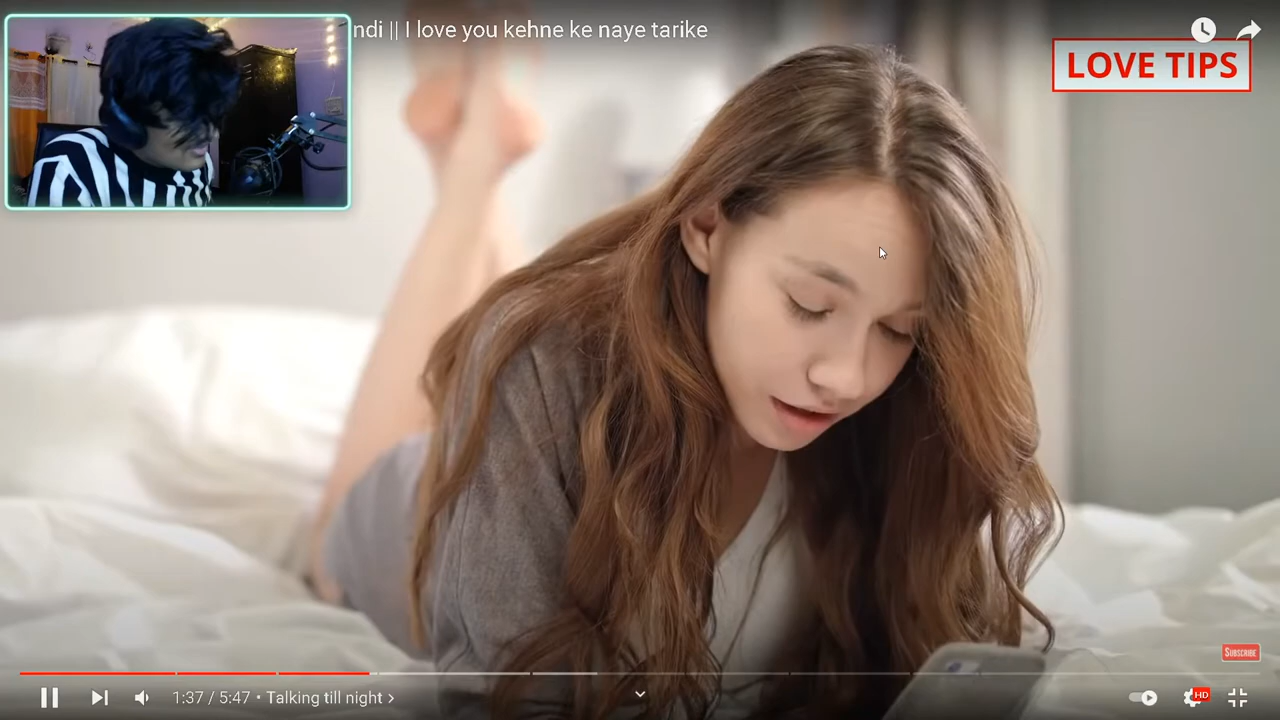 ndi || I love you kehne ke naye tarike
LOVE TIPS
SUBSCRIBE
1:37 / 5:47 • Talking till night >
HD